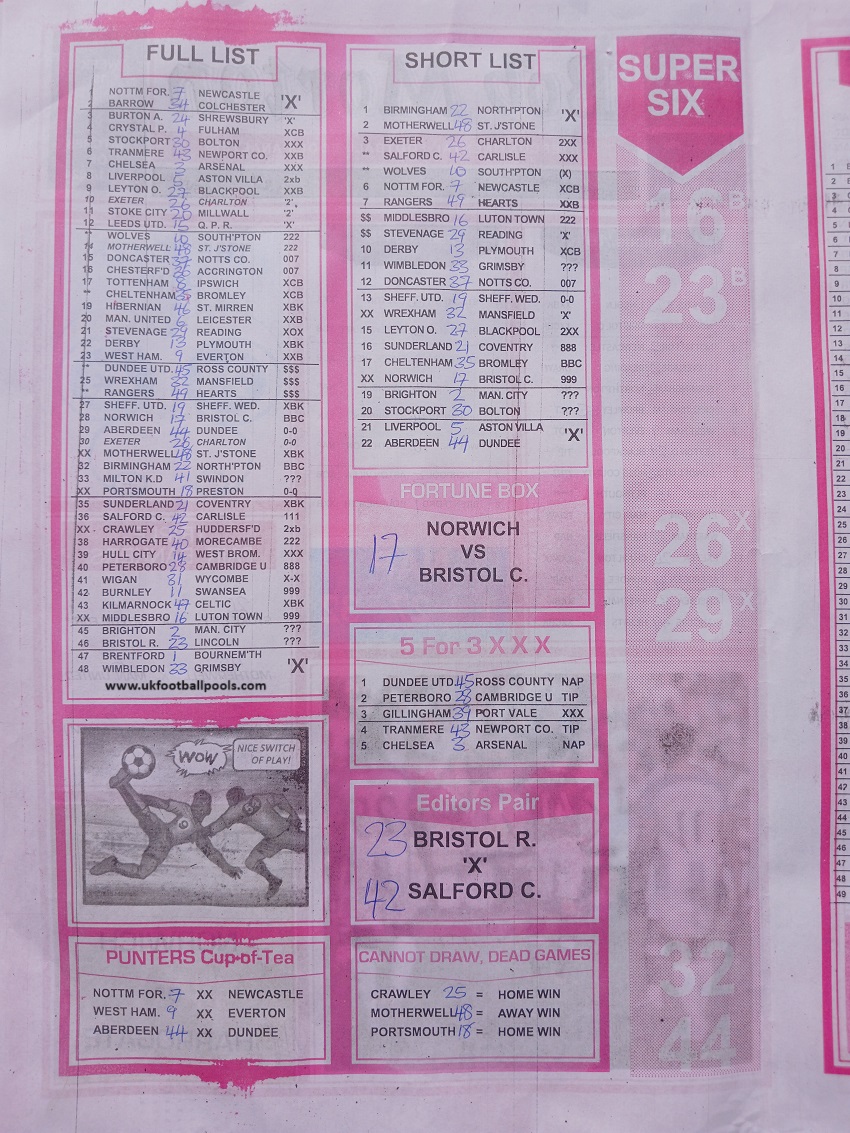 FULL LIST
1 NOTTM FOR. 7 NEWCASTLE 'X'
2 BARROW 34 COLCHESTER
3 BURTON A. 24 SHREWSBURY 'X'
4 CRYSTAL P. 4 FULHAM XCB
5 STOCKPORT 30 BOLTON XXX
6 TRANMERE 43 NEWPORT CO. XXB
7 CHELSEA 3 ARSENAL XXX
8 LIVERPOOL 5 ASTON VILLA 2xb
9 LEYTON O. 27 BLACKPOOL XXB
10 EXETER 26 CHARLTON '2'
11 STOKE CITY 20 MILLWALL '2'
12 LEEDS UTD. 15 Q. P. R. 'X'
** WOLVES 10 SOUTH'PTON 222
14 MOTHERWELL 48 ST. J'STONE 222
15 DONCASTER 37 NOTTS CO. 007
16 CHESTERF'D 36 ACCRINGTON 007
17 TOTTENHAM 8 IPSWICH XCB
** CHELTENHAM 35 BROMLEY XCB
19 HIBERNIAN 46 ST. MIRREN XBK
20 MAN. UNITED 6 LEICESTER XXB
21 STEVENAGE 29 READING XOX
22 DERBY 13 PLYMOUTH XBK
23 WEST HAM. 9 EVERTON XXB
** DUNDEE UTD. 45 ROSS COUNTY $$$
25 WREXHAM 32 MANSFIELD $$$
** RANGERS 49 HEARTS $$$
27 SHEFF. UTD. 19 SHEFF. WED. XBK
28 NORWICH 17 BRISTOL C. BBC
29 ABERDEEN 44 DUNDEE 0-0
30 EXETER 26 CHARLTON 0-0
XX MOTHERWELL 48 ST. J'STONE XBK
32 BIRMINGHAM 22 NORTH'PTON BBC
33 MILTON K.D 41 SWINDON ???
XX PORTSMOUTH 18 PRESTON 0-0
35 SUNDERLAND 21 COVENTRY XBK
36 SALFORD C. 42 CARLISLE 111
XX CRAWLEY 25 HUDDERSF'D 2xb
38 HARROGATE 40 MORECAMBE 222
39 HULL CITY 14 WEST BROM. XXX
40 PETERBORO 28 CAMBRIDGE U 888
41 WIGAN 31 WYCOMBE X-X
42 BURNLEY 11 SWANSEA 999
43 KILMARNOCK 47 CELTIC XBK
XX MIDDLESBRO 16 LUTON TOWN 999
45 BRIGHTON 2 MAN. CITY ???
46 BRISTOL R. 23 LINCOLN ???
47 BRENTFORD 1 BOURNEM'TH 'X'
48 WIMBLEDON 33 GRIMSBY
www.ukfootballpools.com
WOW
NICE SWITCH
OF PLAY!
9
PUNTERS Cup-of-Tea
NOTTM FOR. 7 XX NEWCASTLE
WEST HAM. 9 XX EVERTON
ABERDEEN 44 XX DUNDEE
SHORT LIST
1 BIRMINGHAM 22 NORTH'PTON 'X'
2 MOTHERWELL 48 ST. J'STONE
3 EXETER 26 CHARLTON 2XX
** SALFORD C. 42 CARLISLE XXX
** WOLVES 10 SOUTH'PTON (X)
6 NOTTM FOR. 7 NEWCASTLE XCB
7 RANGERS 49 HEARTS XXB
$$ MIDDLESBRO 16 LUTON TOWN 222
$$ STEVENAGE 29 READING 'X'
10 DERBY 13 PLYMOUTH XCB
11 WIMBLEDON 33 GRIMSBY ???
12 DONCASTER 37 NOTTS CO. 007
13 SHEFF. UTD. 19 SHEFF. WED. 0-0
XX WREXHAM 32 MANSFIELD 'X'
15 LEYTON O. 27 BLACKPOOL 2XX
16 SUNDERLAND 21 COVENTRY 888
17 CHELTENHAM 35 BROMLEY BBC
XX NORWICH 17 BRISTOL C. 999
19 BRIGHTON 2 MAN. CITY ???
20 STOCKPORT 30 BOLTON ???
21 LIVERPOOL 5 ASTON VILLA 'X'
22 ABERDEEN 44 DUNDEE
FORTUNE BOX
NORWICH
17 VS
BRISTOL C.
5 For 3 X X X
1 DUNDEE UTD. 45 ROSS COUNTY NAP
2 PETERBORO 28 CAMBRIDGE U TIP
3 GILLINGHAM 39 PORT VALE XXX
4 TRANMERE 43 NEWPORT CO. TIP
5 CHELSEA 3 ARSENAL NAP
Editors Pair
23 BRISTOL R.
'X'
42 SALFORD C.
CANNOT DRAW, DEAD GAMES
CRAWLEY 25 = HOME WIN
MOTHERWELL 48 = AWAY WIN
PORTSMOUTH 18 = HOME WIN
SUPER
SIX
16 B
23 B
26 X
29 X
32
44